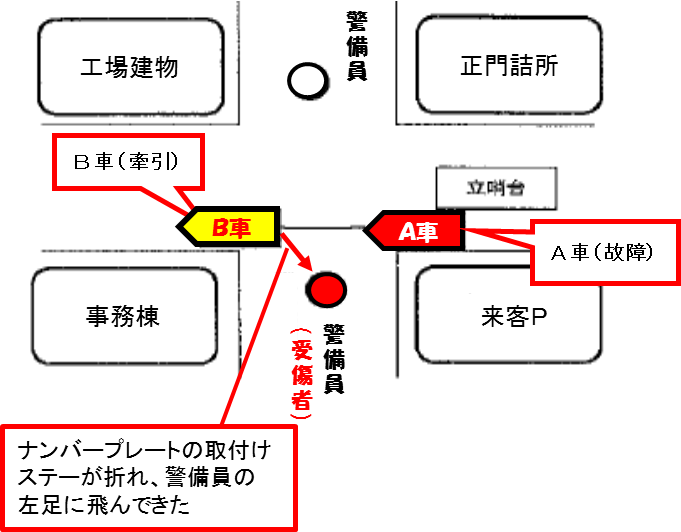 警備員
工場建物
正門詰所
B車(牽引)
立哨台
B車
A車
A車(故障)
事務棟
来客P
警備員
(受傷者)
ナンバープレートの取付け
ステーが折れ、警備員の
左足に飛んできた